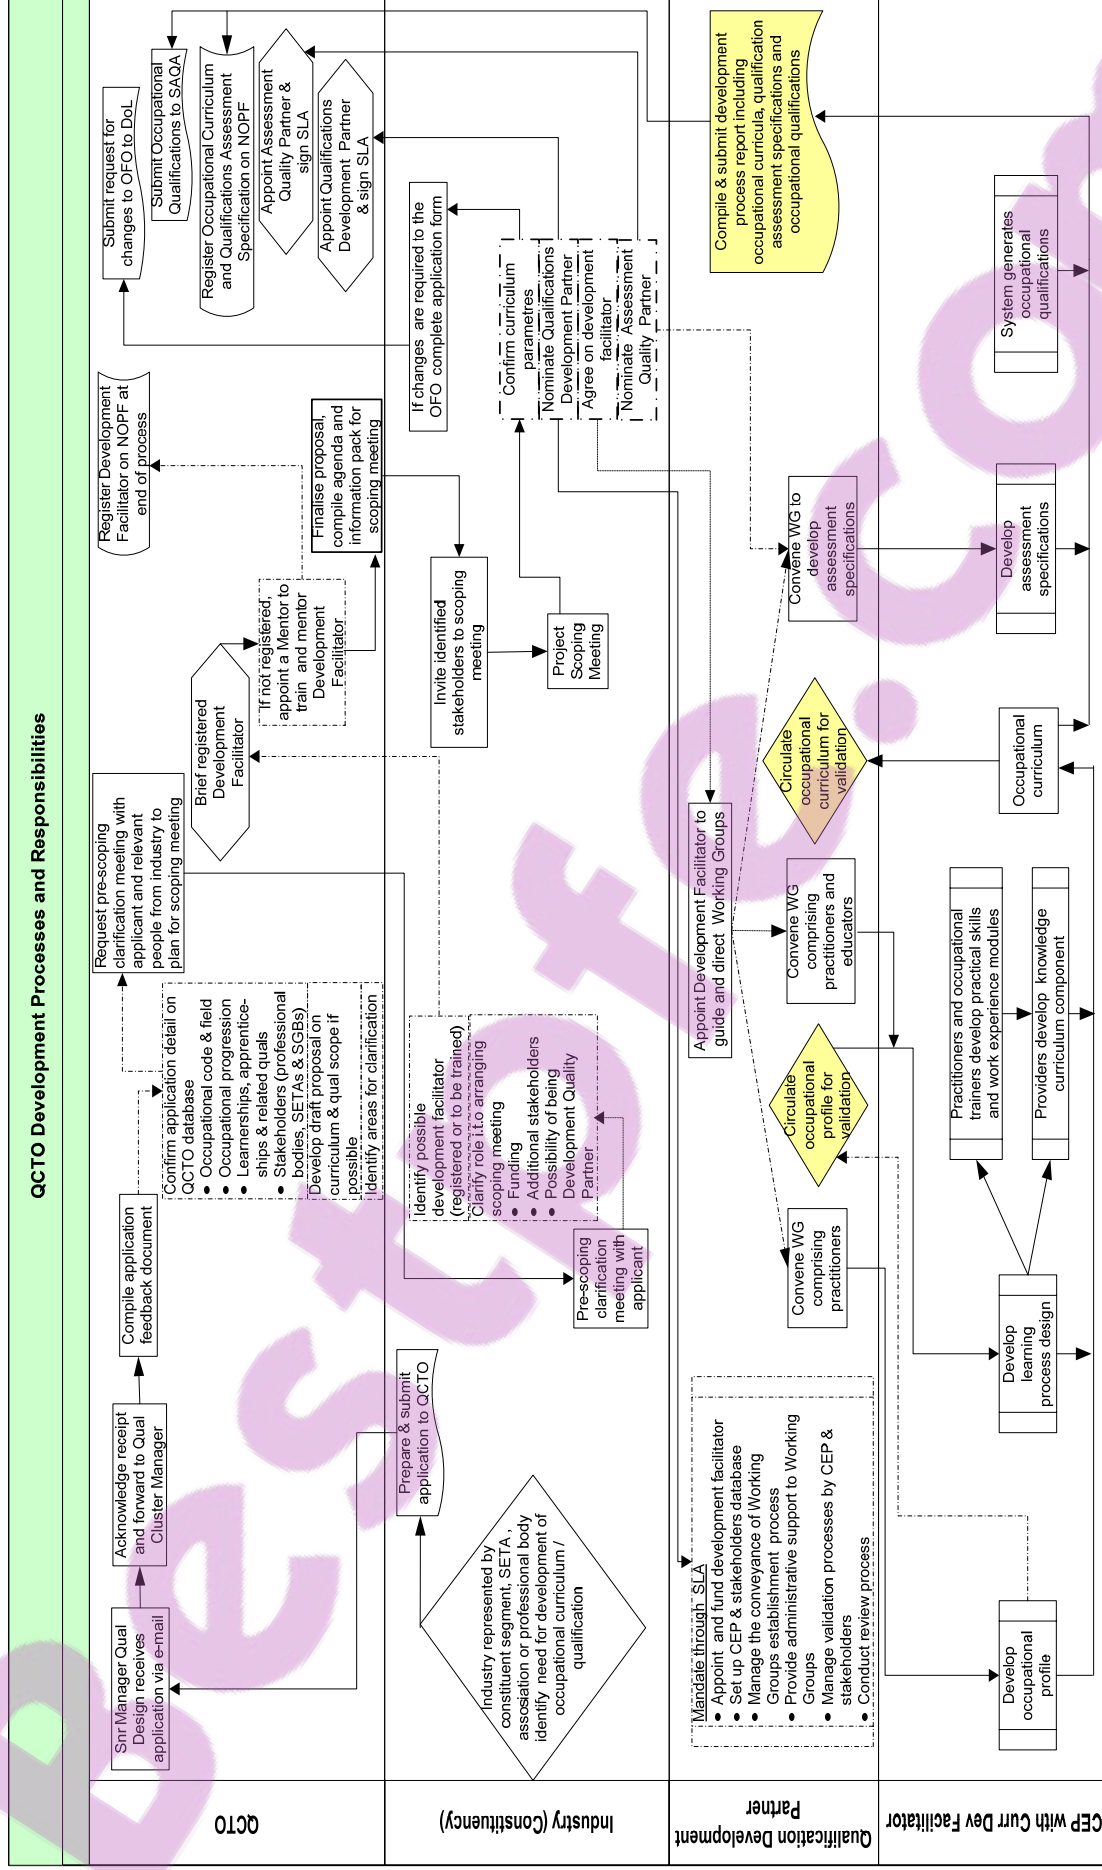 QCTO Development Processes and Responsibilities
QCTO
Snr Manager Qual
Design receives
application via e-mail
Acknowledge receipt
and forward to Qual
Cluster Manager
Compile application
feedback document
Confirm application detail on
QCTO database
• Occupational code & field
• Occupational progression
• Learnerships, apprentice-
ships & related quals
• Stakeholders (professional
bodies, SETAs & SGBs)
Develop draft proposal on
curriculum & qual scope if
possible
Identify areas for clarification
Request pre-scoping
clarification meeting with
applicant and relevant
people from industry to
plan for scoping meeting
Brief registered
Development
Facilitator
If not registered,
appoint a Mentor to
train and mentor
Development
Facilitator
Register Development
Facilitator on NOPF at
end of process
Finalise proposal,
compile agenda and
information pack for
scoping meeting
Submit request for
changes to OFO to DoL
Submit Occupational
Qualifications to SAQA
Register Occupational Curriculum
and Qualifications Assessment
Specification on NOPF
Appoint Assessment
Quality Partner &
sign SLA
Appoint Qualifications
Development Partner
& sign SLA
Industry (Constituency)
Industry represented by
constituent segment, SETA ,
association or professional body
identify need for development of
occupational curriculum /
qualification
Prepare & submit
application to QCTO
Pre-scoping
clarification
meeting with
applicant
Identify possible
development facilitator
(registered or to be trained)
Clarify role i.t.o arranging
scoping meeting
• Funding
• Additional stakeholders
• Possibility of being
Development Quality
Partner
Invite identified
stakeholders to scoping
meeting
Project
Scoping
Meeting
If changes are required to the
OFO complete application form
Confirm curriculum
parametres
Nominate Qualifications
Development Partner
Agree on development
facilitator
Nominate Assessment
Quality Partner
Qualification Development
Partner
Mandate through SLA
• Appoint and fund development facilitator
• Set up CEP & stakeholders database
• Manage the conveyance of Working
Groups establishment process
• Provide administrative support to Working
Groups
• Manage validation processes by CEP &
stakeholders
• Conduct review process
Convene WG
comprising
practitioners
Circulate
occupational
profile for
validation
Appoint Development Facilitator to
guide and direct Working Groups
Convene WG
comprising
practitioners and
educators
Circulate
occupational
curriculum for
validation
Convene WG to
develop
assessment
specifications
Compile & submit development
process report including
occupational curricula, qualification
assessment specifications and
occupational qualifications
CEP with Curr Dev Facilitator
Develop
occupational
profile
Develop
learning
process design
Practitioners and occupational
trainers develop practical skills
and work experience modules
Providers develop knowledge
curriculum component
Occupational
curriculum
Develop
assessment
specifications
System generates
occupational
qualifications
Bestpfe.com